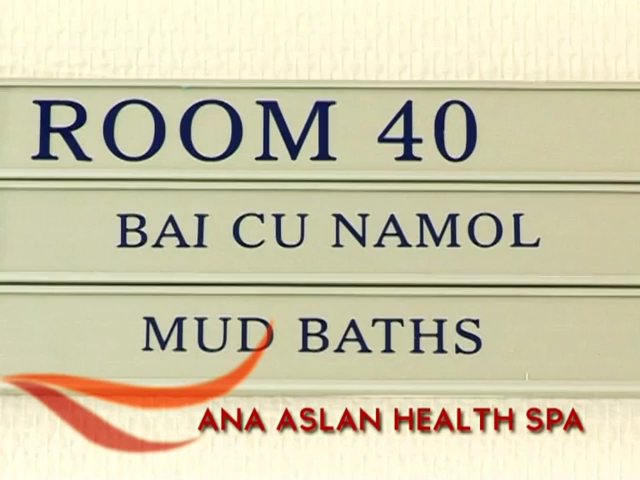 ROOM 40
BAI CU NAMOL
MUD BATHS
ANA ASLAN HEALTH SPA